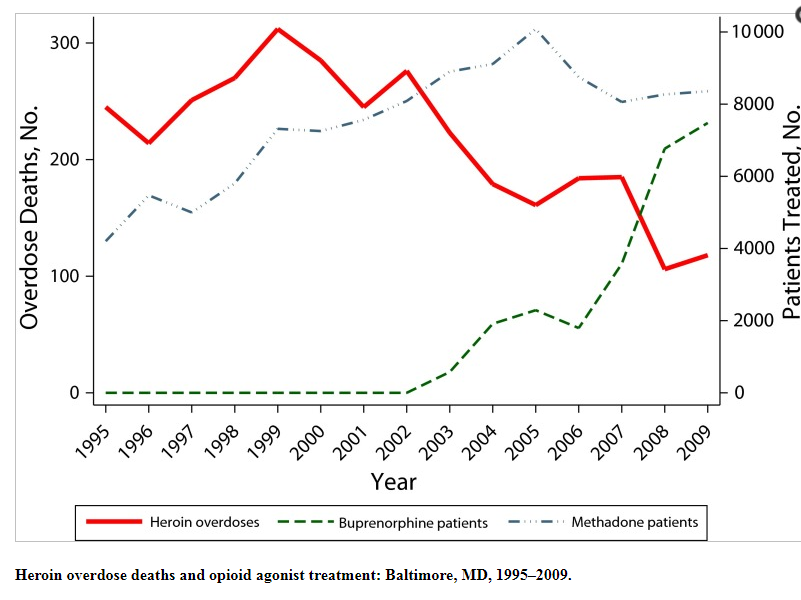 Overdose Deaths, No.
300
200
100
0
10000
8000
6000
4000
2000
0
Patients Treated, No.
1995 1996 1997 1998 1999 2000 2001 2002 2003 2004 2005 2006 2007 2008 2009
Year
Heroin overdoses Buprenorphine patients Methadone patients
Heroin overdose deaths and opioid agonist treatment: Baltimore, MD, 1995–2009.